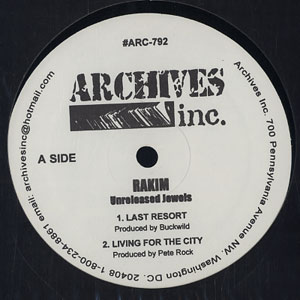 #ARC-792
ARCHIVES
inc.
A SIDE
RAKIM
Unreleased Jewels
1. LAST RESORT
Produced by Buckwild
2. LIVING FOR THE CITY
Produced by Pete Rock
Archives Inc. 700 Pennsylvania Avenue NW. Washington DC. 20408 1-800-234-8861 email: archivesinc@hotmail.com